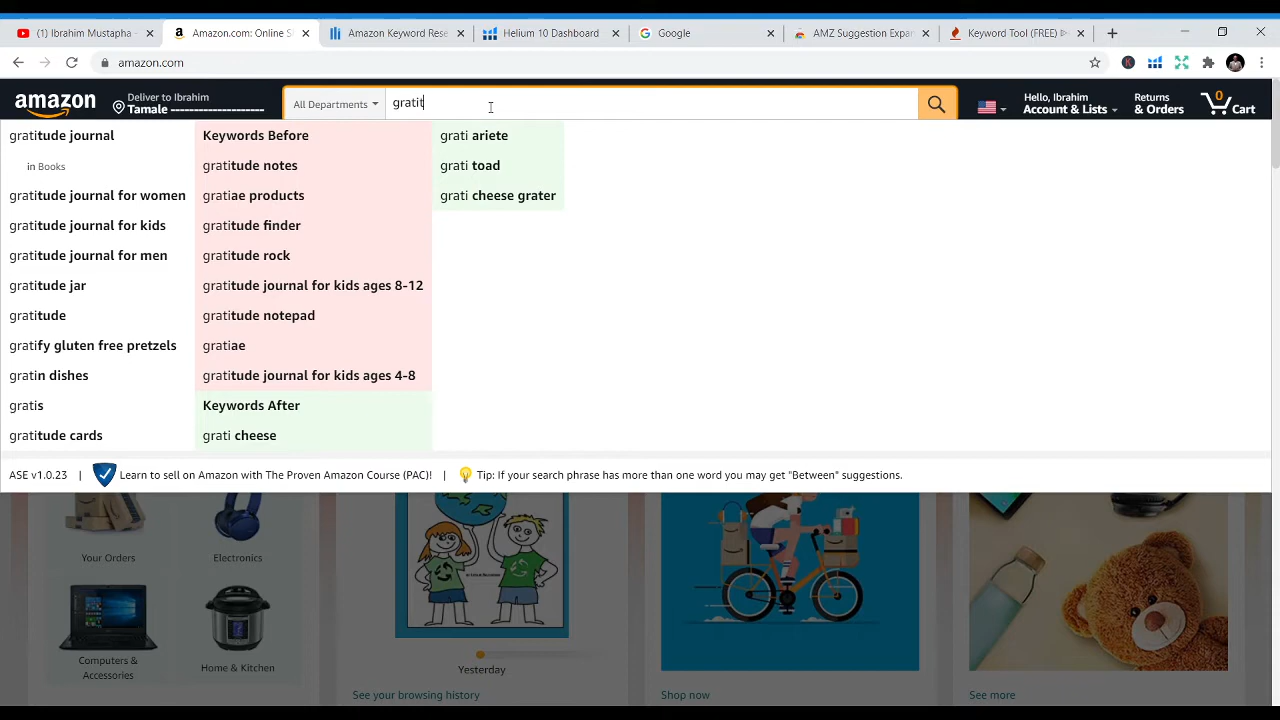 (1) Ibrahim Mustapha -
Amazon.com: Online S
Amazon Keyword Rese
Helium 10 Dashboard
Google
AMZ Suggestion Expan
Keyword Tool (FREE)
amazon.com
amazon
Deliver to Ibrahim
Tamale
All Departments
gratit
Hello, Ibrahim
Account & Lists
Returns
& Orders
0
Cart
gratitude journal
in Books
gratitude journal for women
gratitude journal for kids
gratitude journal for men
gratitude jar
gratitude
gratify gluten free pretzels
gratin dishes
gratis
gratitude cards
Keywords Before
gratitude notes
gratiae products
gratitude finder
gratitude rock
gratitude journal for kids ages 8-12
gratitude notepad
gratiae
gratitude journal for kids ages 4-8
Keywords After
grati cheese
grati ariete
grati toad
grati cheese grater
ASE v1.0.23 | Learn to sell on Amazon with The Proven Amazon Course (PAC)! | Tip: If your search phrase has more than one word you may get "Between" suggestions.
Your Orders
Electronics
Computers &
Accessories
Home & Kitchen
Yesterday
See your browsing history
Shop now
See more